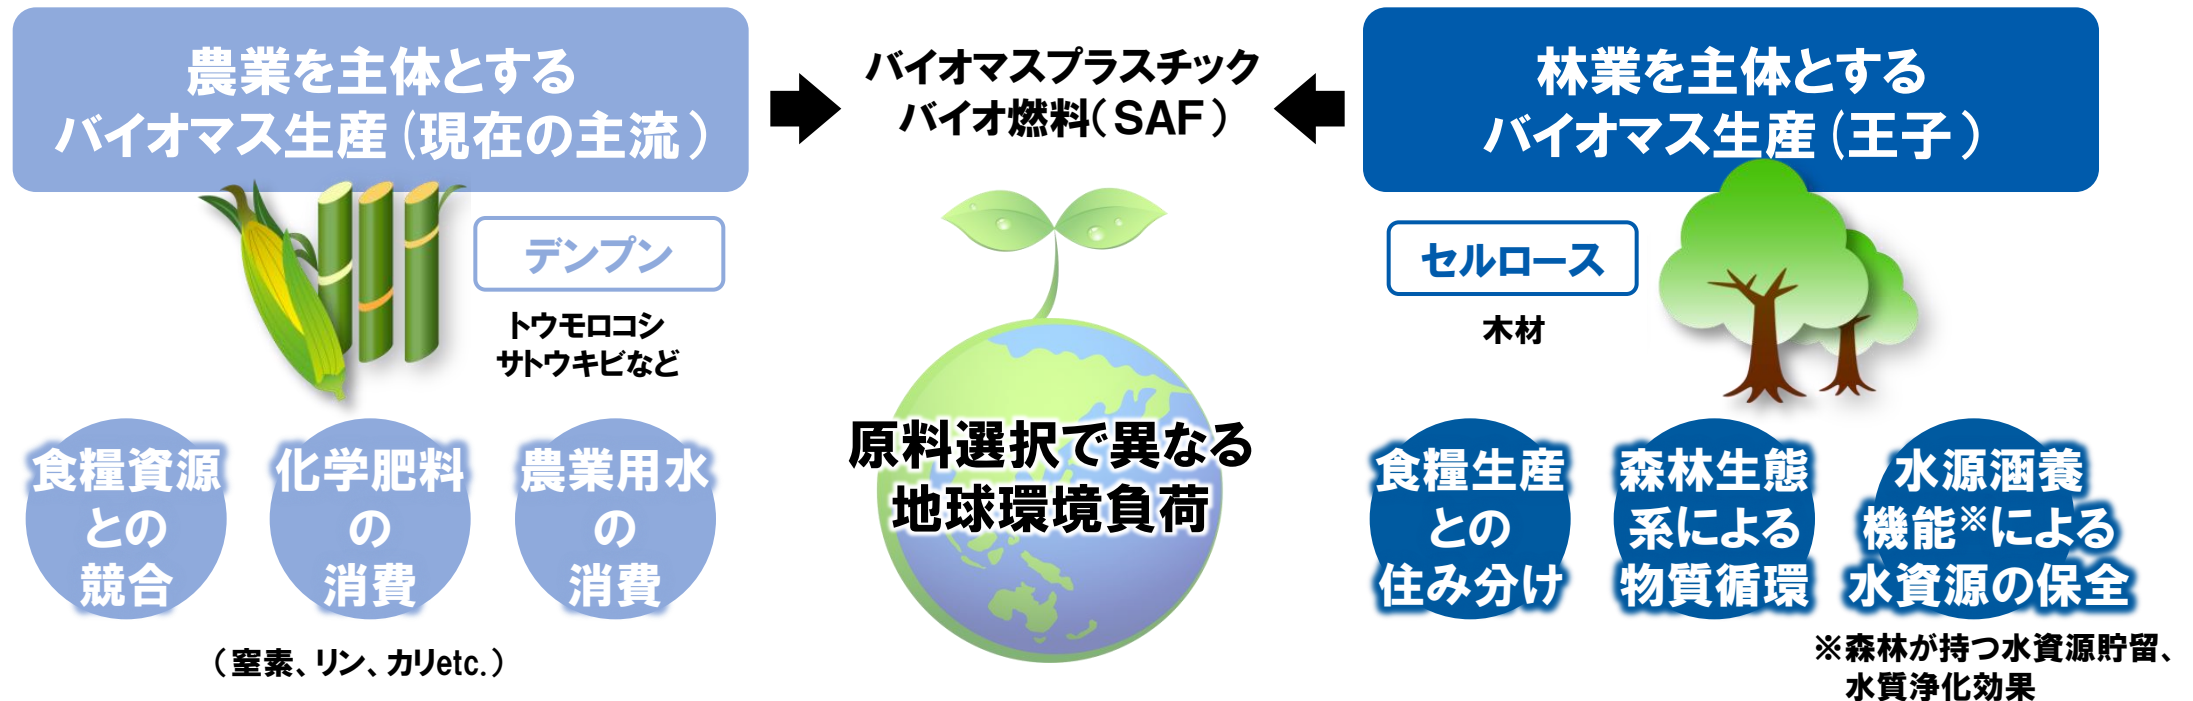 農業を主体とする
バイオマス生産(現在の主流)
バイオマスプラスチック
バイオ燃料(SAF)
林業を主体とする
バイオマス生産(王子)
デンプン
トウモロコシ
サトウキビなど
セルロース
木材
原料選択で異なる
地球環境負荷
食糧資源
との
競合
化学肥料
の
消費
農業用水
の
消費
(窒素、リン、カリetc.)
食糧生産
との
住み分け
森林生態
系による
物質循環
水源涵養
機能※による
水資源の保全
※森林が持つ水資源貯留、
水質浄化効果